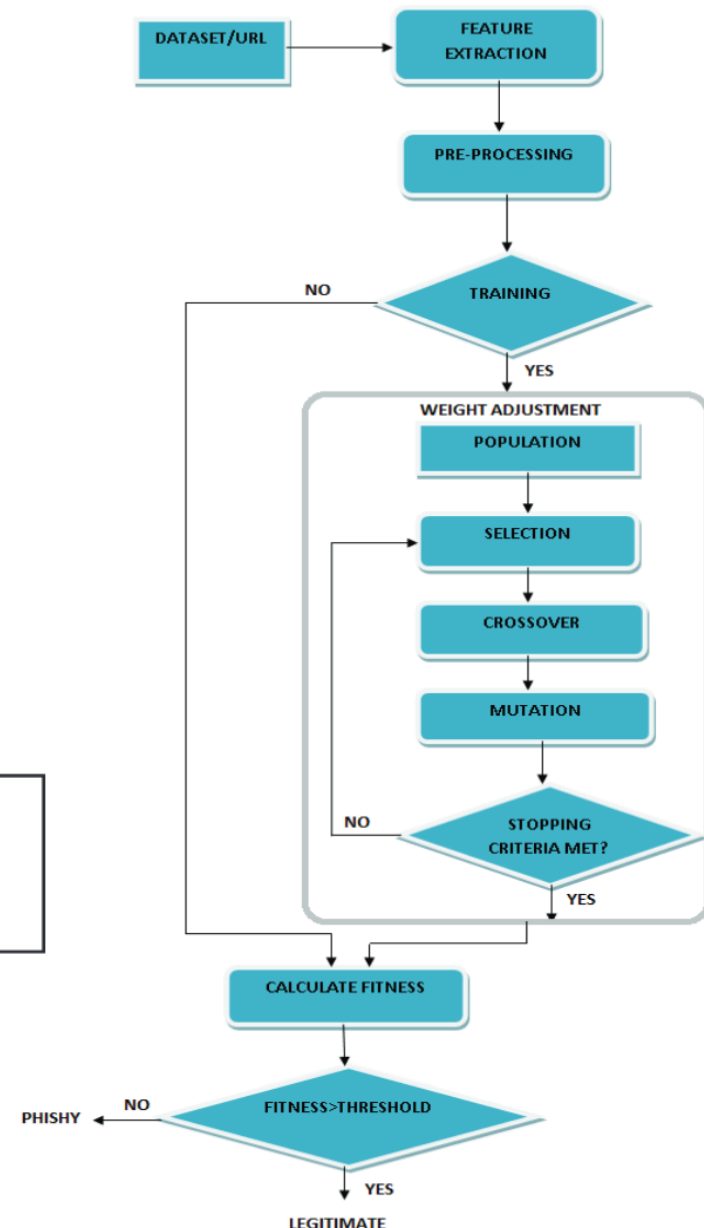 DATASET/URL
FEATURE
EXTRACTION
PRE-PROCESSING
TRAINING
NO
YES
WEIGHT ADJUSTMENT
POPULATION
SELECTION
CROSSOVER
MUTATION
STOPPING
CRITERIA MET?
NO
YES
CALCULATE FITNESS
FITNESS>THRESHOLD
NO
PHISHY
YES
LEGITIMATE